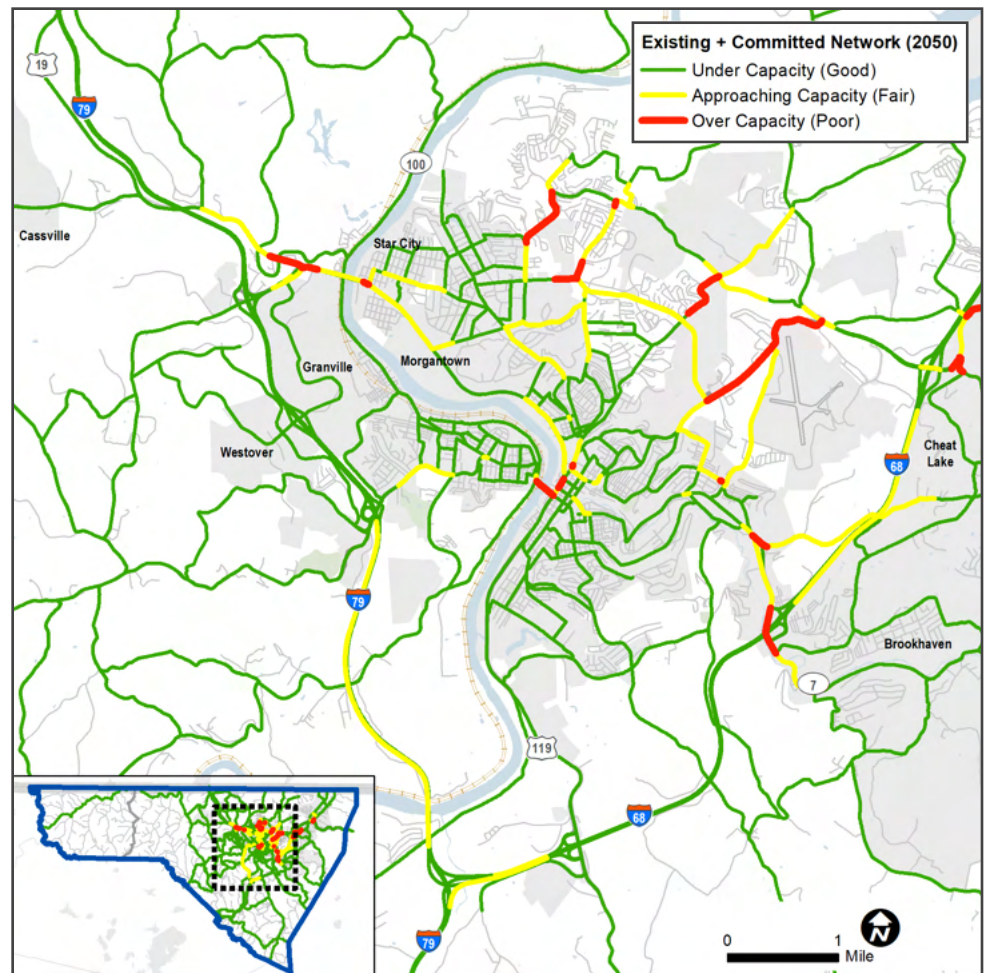 Existing + Committed Network (2050)
Under Capacity (Good)
Approaching Capacity (Fair)
Over Capacity (Poor)
19
79
100
Cassville
Star City
Granville
Morgantown
Westover
Cheat
Lake
68
79
Brookhaven
7
119
68
79
N
0 1
Mile